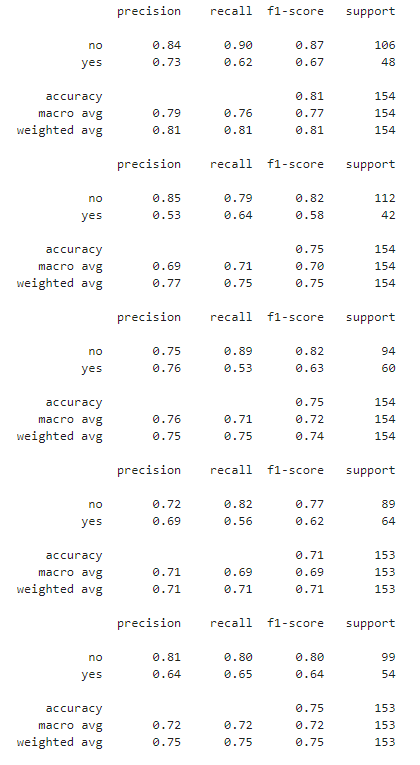 precision recall f1-score support
no 0.84 0.90 0.87 106
yes 0.73 0.62 0.67 48
accuracy 0.81 154
macro avg 0.79 0.76 0.77 154
weighted avg 0.81 0.81 0.81 154
precision recall f1-score support
no 0.85 0.79 0.82 112
yes 0.53 0.64 0.58 42
accuracy 0.75 154
macro avg 0.69 0.71 0.70 154
weighted avg 0.77 0.75 0.75 154
precision recall f1-score support
no 0.75 0.89 0.82 94
yes 0.76 0.53 0.63 60
accuracy 0.75 154
macro avg 0.76 0.71 0.72 154
weighted avg 0.75 0.75 0.74 154
precision recall f1-score support
no 0.72 0.82 0.77 89
yes 0.69 0.56 0.62 64
accuracy 0.71 153
macro avg 0.71 0.69 0.69 153
weighted avg 0.71 0.71 0.71 153
precision recall f1-score support
no 0.81 0.80 0.80 99
yes 0.64 0.65 0.64 54
accuracy 0.75 153
macro avg 0.72 0.72 0.72 153
weighted avg 0.75 0.75 0.75 153